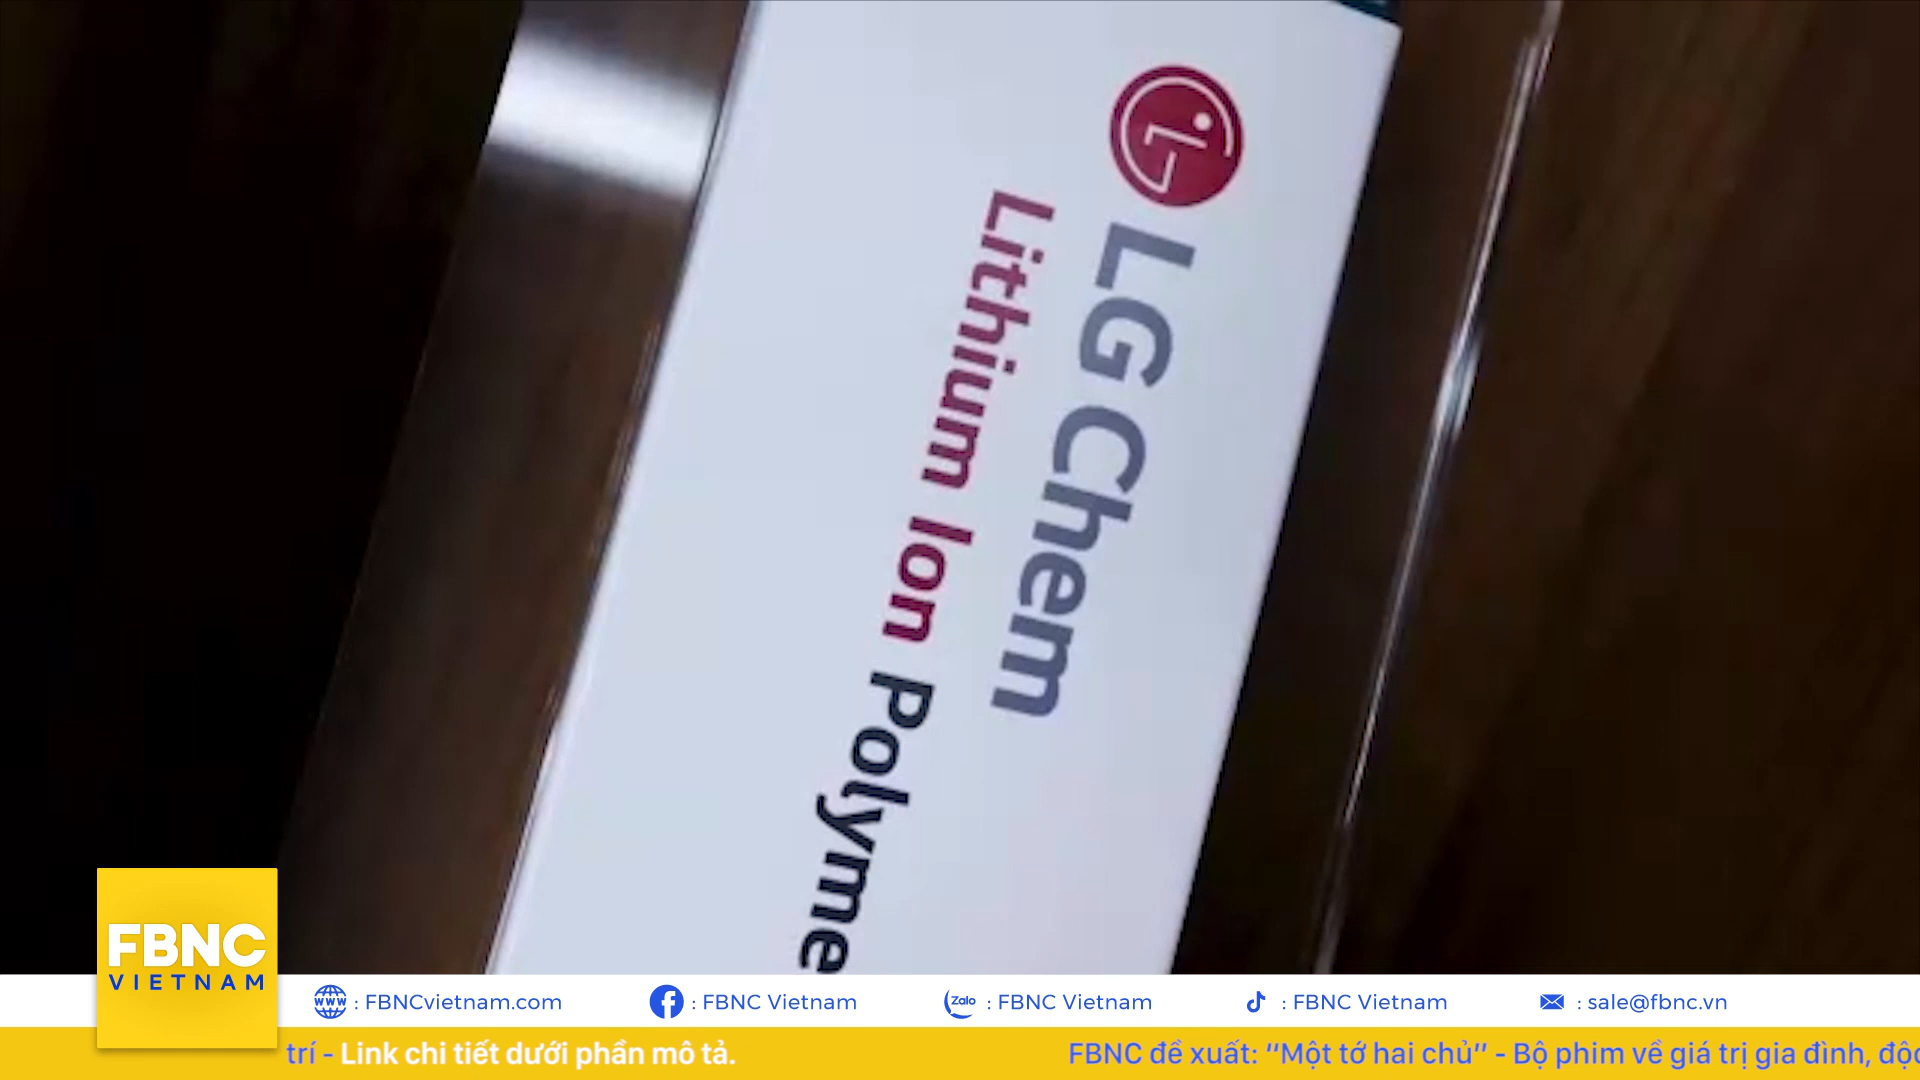 LG Chem
Lithium Ion Polyme
FBNC
VIETNAM
www : FBNCvietnam.com
: FBNC Vietnam
Zalo : FBNC Vietnam
: FBNC Vietnam
: sale@fbnc.vn
trí - Link chi tiết dưới phần mô tả.
FBNC đề xuất: "Một tớ hai chủ" - Bộ phim về giá trị gia đình, độc